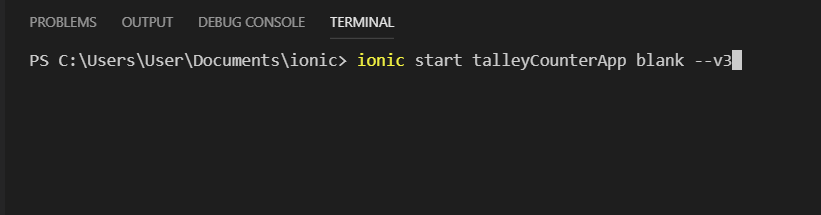 PROBLEMS OUTPUT DEBUG CONSOLE TERMINAL
PS C:\Users\User\Documents\ionic> ionic start talleyCounterApp blank --v3